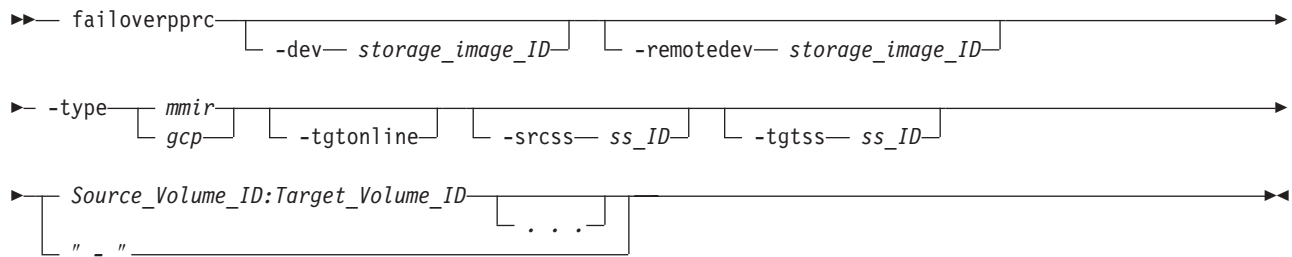 failoverpprc -dev storage_image_ID -remotedev storage_image_ID
-type mmir -tgtonline -srcss ss_ID -tgtss ss_ID
gcp
Source_Volume_ID:Target_Volume_ID . . .
" - "